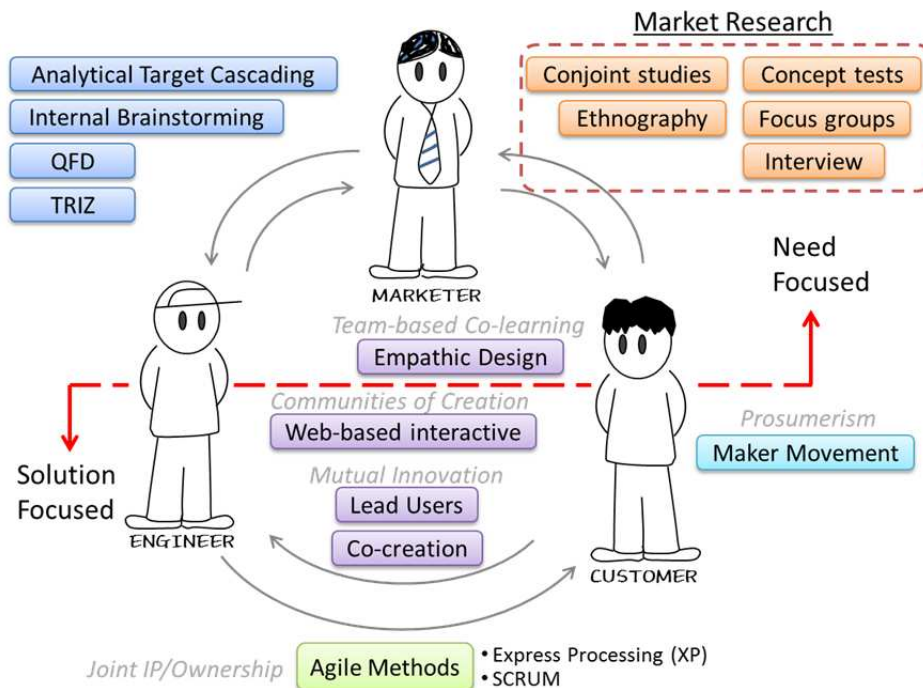 Market Research
Analytical Target Cascading
Internal Brainstorming
QFD
TRIZ
Conjoint studies
Concept tests
Ethnography
Focus groups
Interview
MARKETER
Need
Focused
Team-based Co-learning
Empathic Design
Communities of Creation
Web-based interactive
Prosumerism
Maker Movement
Solution
Focused
Mutual Innovation
Lead Users
Co-creation
ENGINEER
CUSTOMER
Joint IP/Ownership
Agile Methods
• Express Processing (XP)
• SCRUM